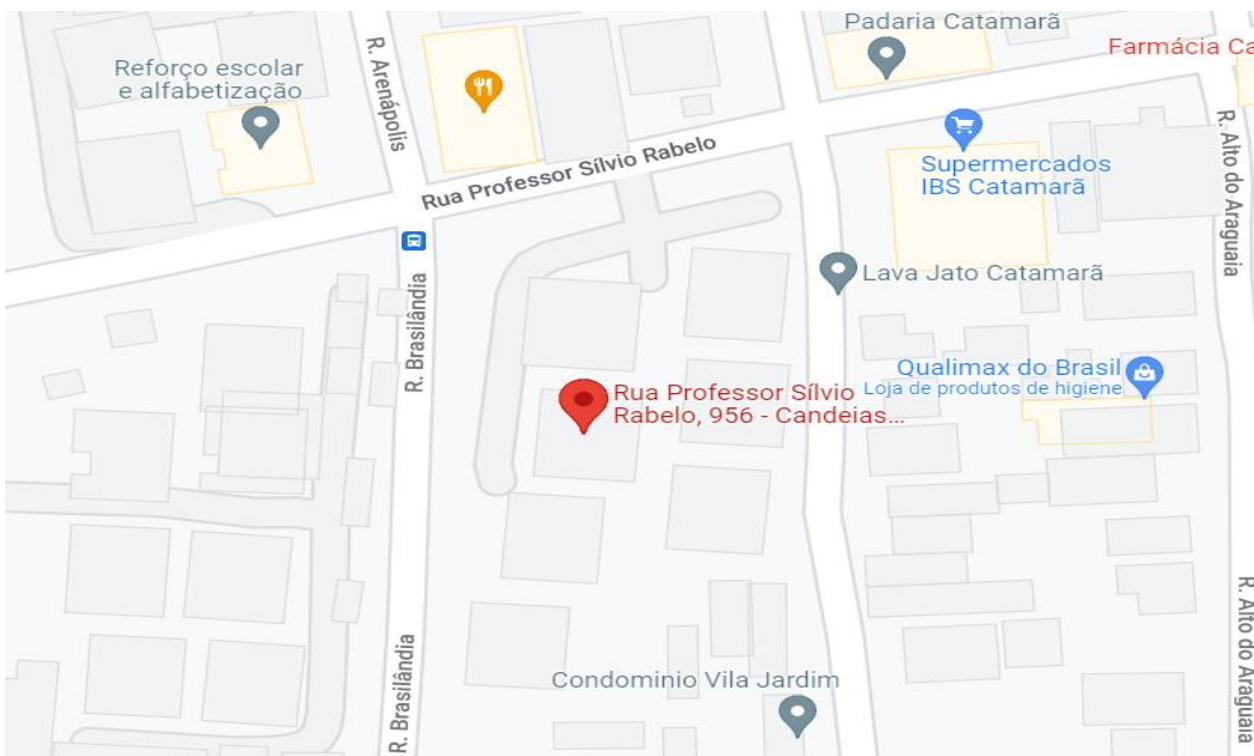 Padaria Catamarã
Farmácia Ca
R. Arenápolis
Reforço escolar
e alfabetização
Rua Professor Sílvio Rabelo
Supermercados
IBS Catamarã
R. Alto do Araguaia
R. Brasilândia
Lava Jato Catamarã
Qualimax do Brasil
Loja de produtos de higiene
Rua Professor Sílvio
Rabelo, 956 - Candeias...
R. Brasilândia
Condominio Vila Jardim
R. Alto do Araguaia